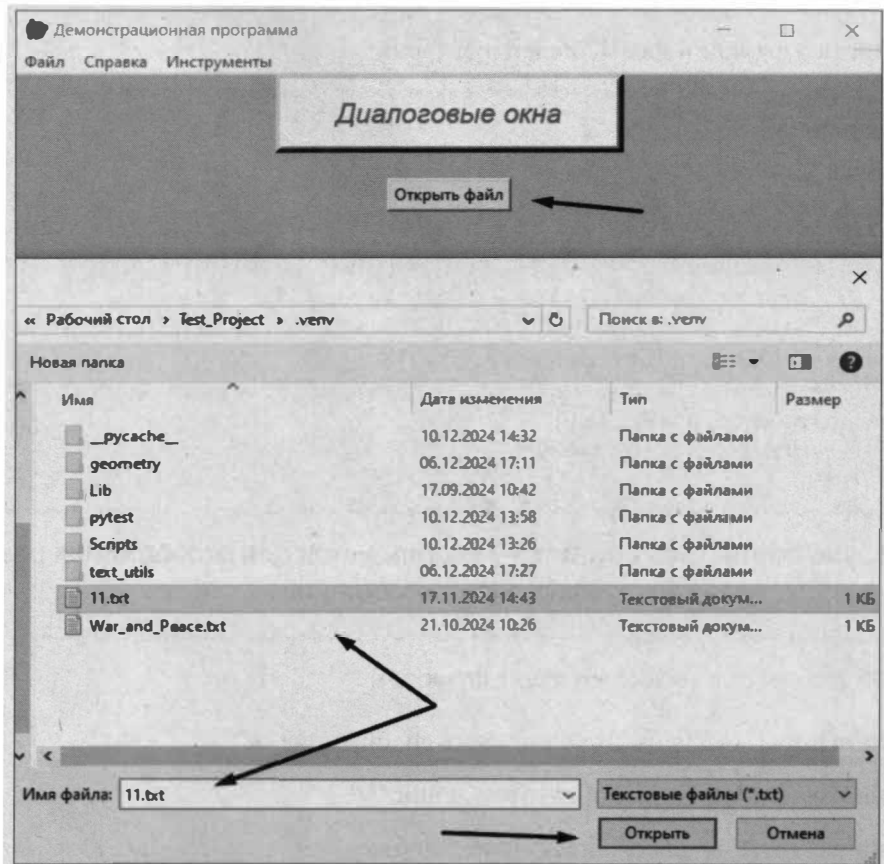 Демонстрационная программа
Файл Справка Инструменты
Диалоговые окна
Открыть файл
« Рабочий стол › Test_Project › .venv
Поиск в: .venv
Новая папка
Имя Дата изменения Тип Размер
__pycache__ 10.12.2024 14:32 Папка с файлами
geometry 06.12.2024 17:11 Папка с файлами
Lib 17.09.2024 10:42 Папка с файлами
pytest 10.12.2024 13:58 Папка с файлами
Scripts 10.12.2024 13:26 Папка с файлами
text_utils 06.12.2024 17:27 Папка с файлами
11.txt 17.11.2024 14:43 Текстовый докум... 1 КБ
War_and_Peace.txt 21.10.2024 10:26 Текстовый докум... 1 КБ
Имя файла: 11.txt Текстовые файлы (*.txt)
Открыть Отмена